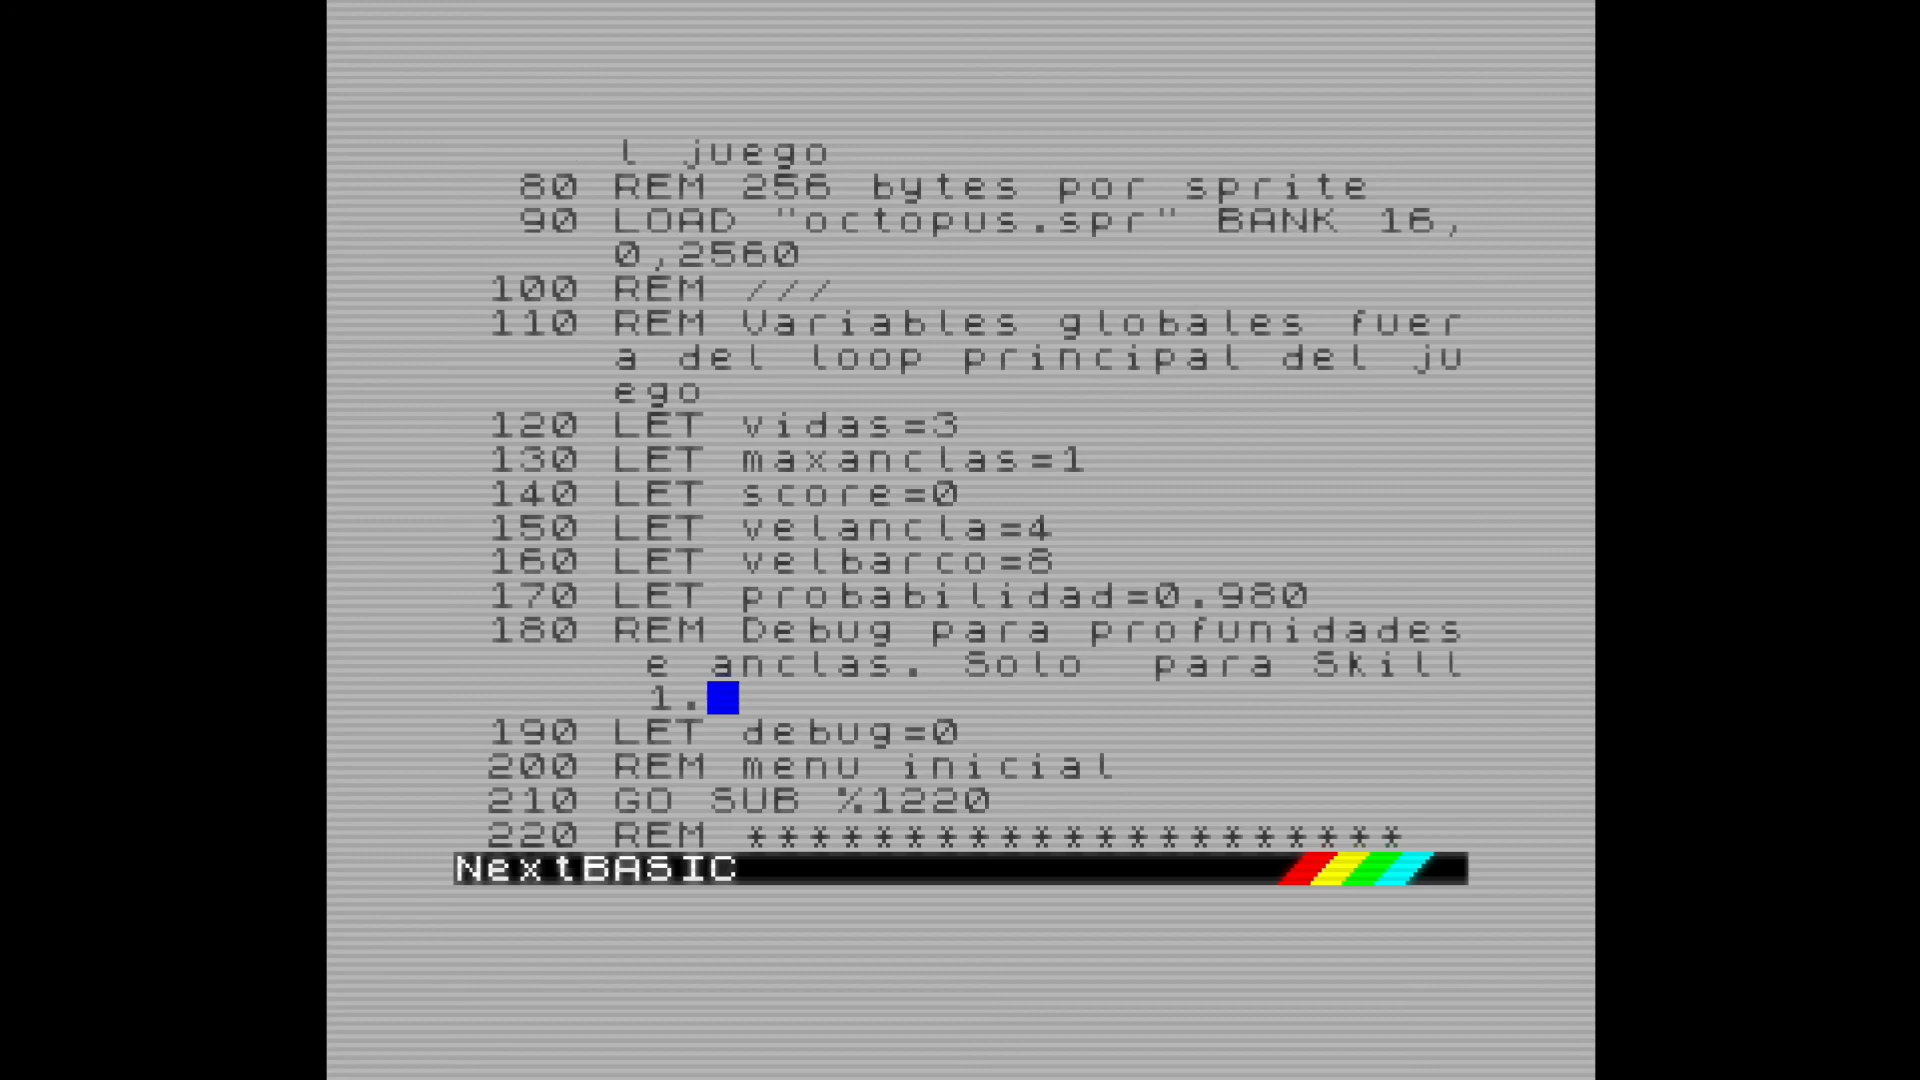 l juego
80 REM 256 bytes por sprite
90 LOAD "octopus.spr" BANK 16,
0,2560
100 REM ///
110 REM Variables globales fuer
a del loop principal del ju
ego
120 LET vidas=3
130 LET maxanclas=1
140 LET score=0
150 LET velancla=4
160 LET velbarco=8
170 LET probabilidad=0.980
180 REM Debug para profunidades
e anclas. Solo  para Skill
1.
190 LET debug=0
200 REM menu inicial
210 GO SUB %1220
220 REM *********************
NextBASIC